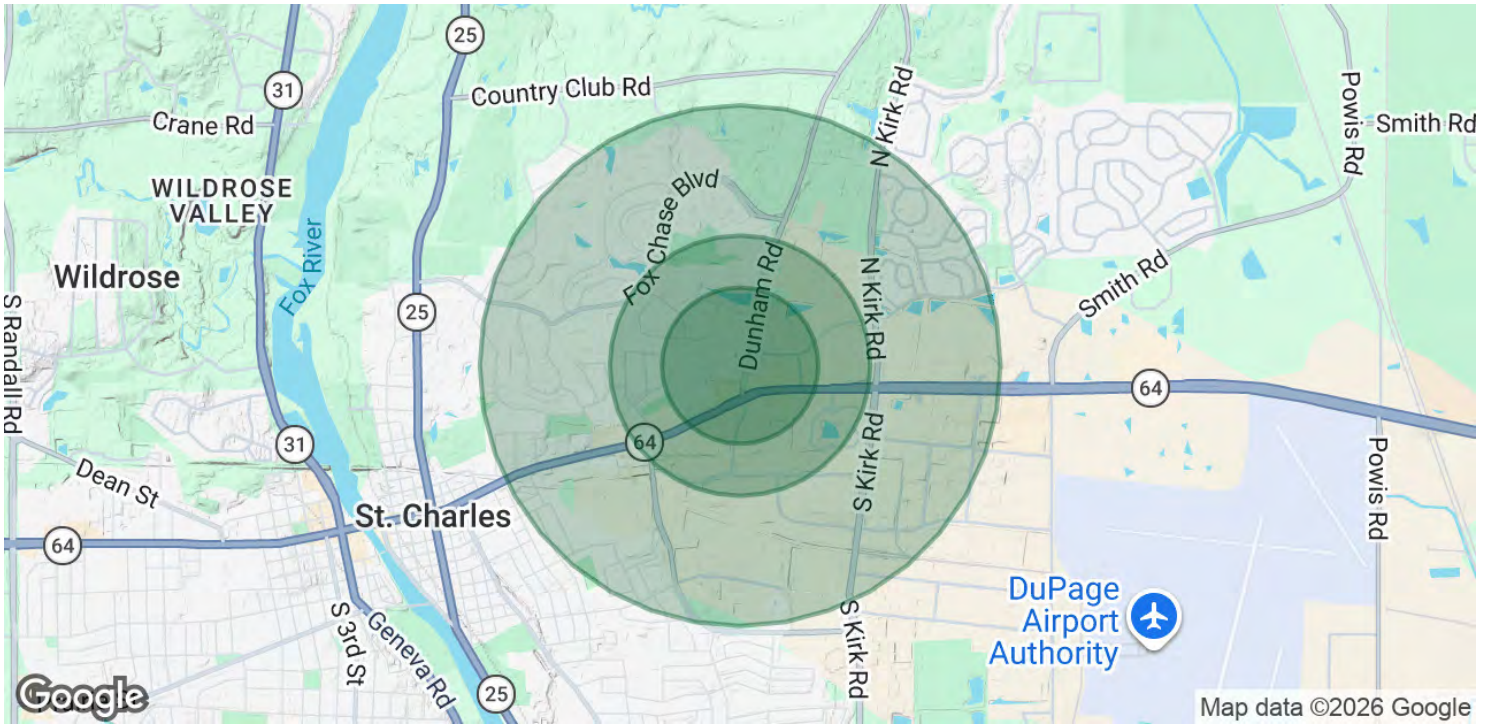 25
31
Country Club Rd
N Kirk Rd
Powis Rd
Crane Rd
Smith Rd
WILDROSE
VALLEY
Fox Chase Blvd
Fox River
Dunham Rd
Wildrose
N Kirk Rd
Smith Rd
S Randall Rd
25
64
31
64
S Kirk Rd
Powis Rd
Dean St
St. Charles
64
DuPage
Airport
Authority
S 3rd St
Geneva Rd
S Kirk Rd
25
Google
Map data ©2026 Google